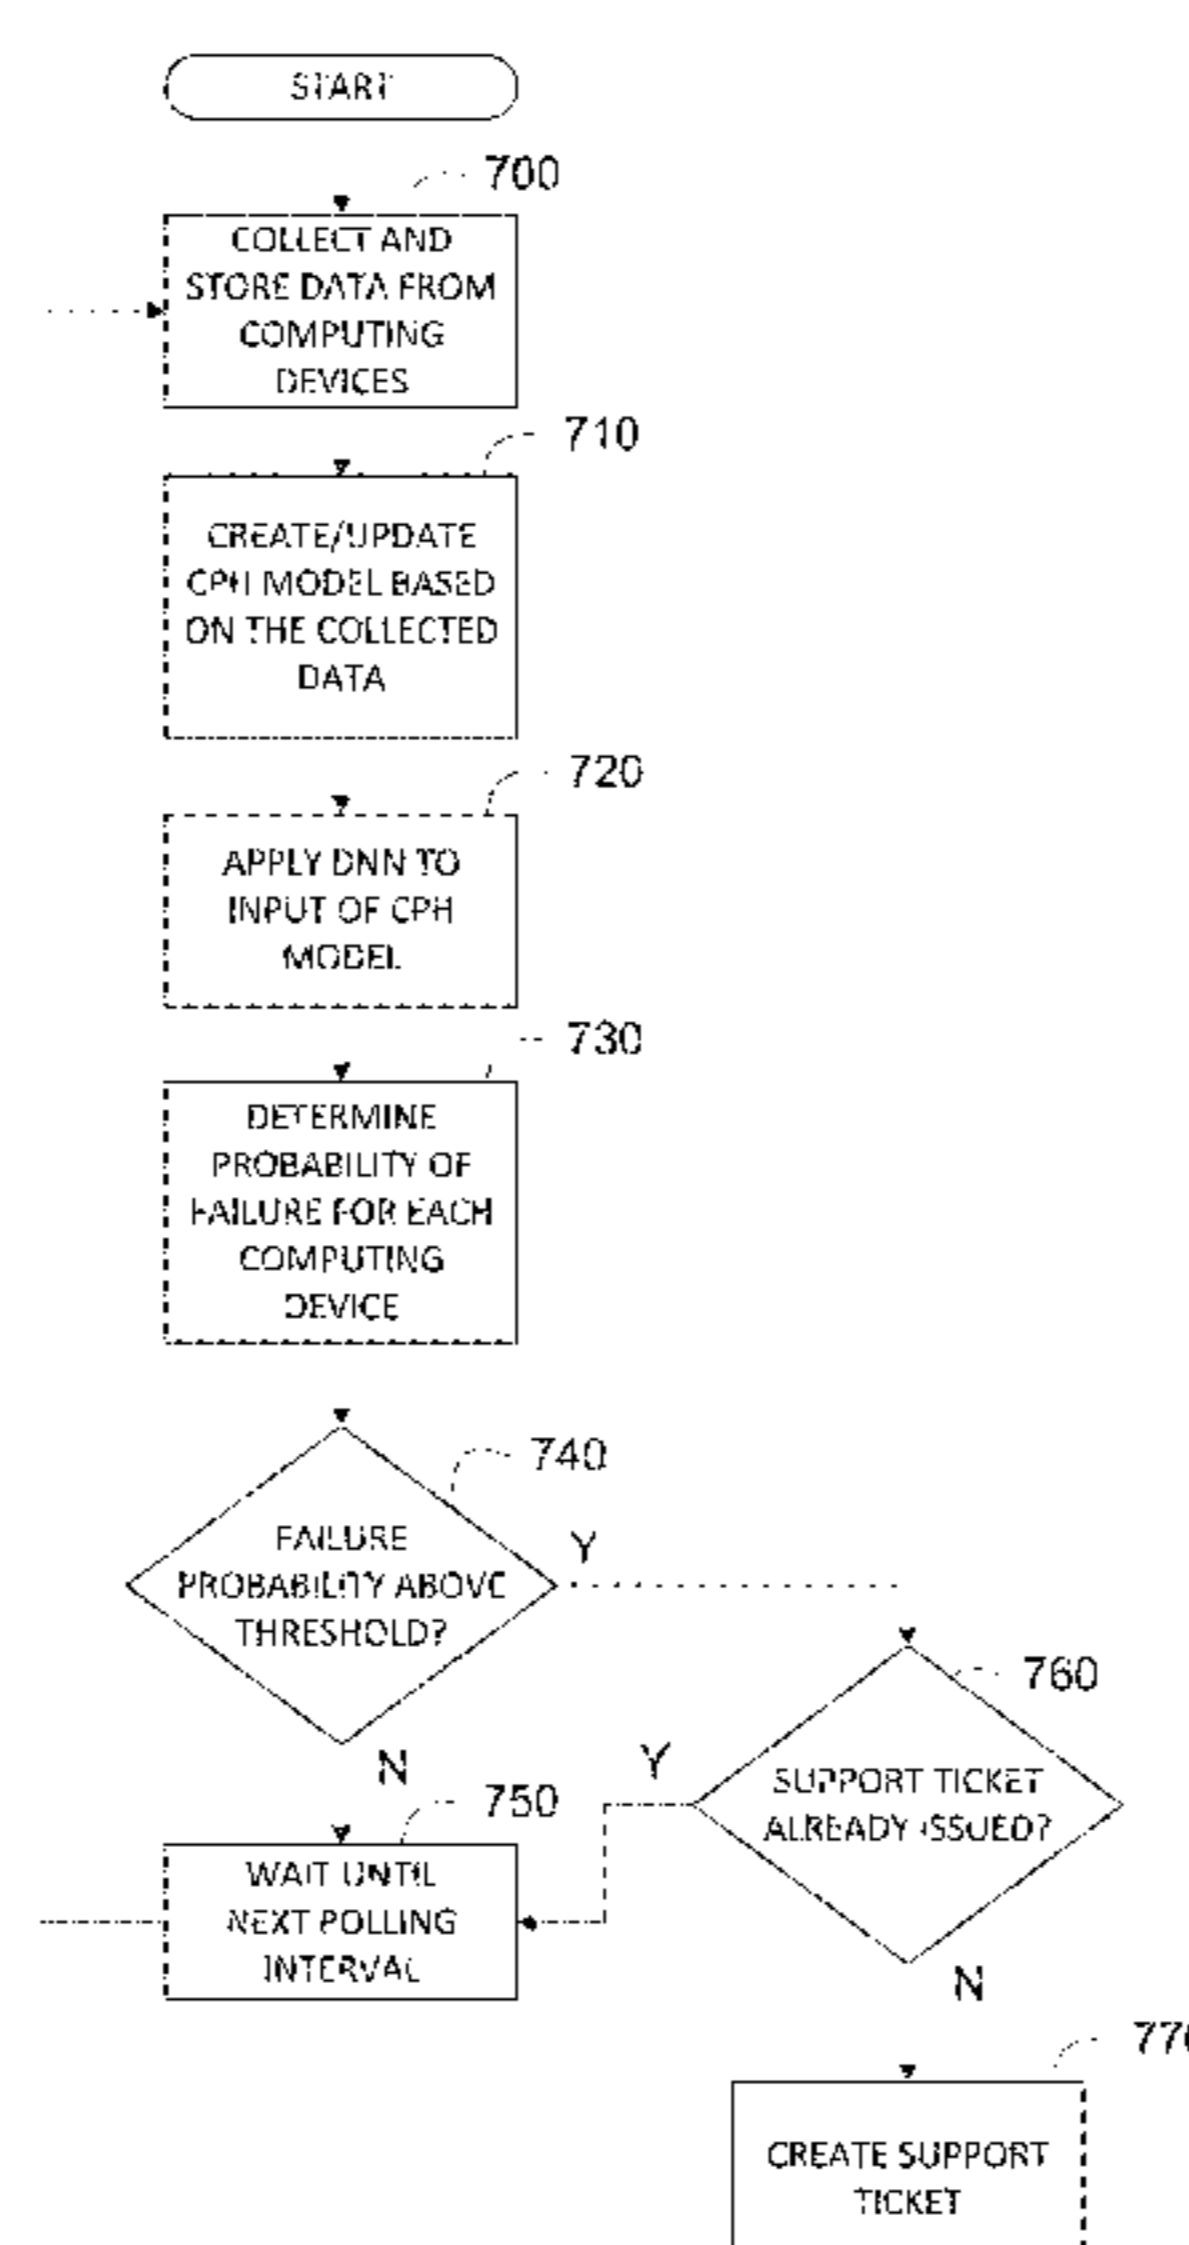 START
700
COLLECT AND
STORE DATA FROM
COMPUTING
DEVICES
710
CREATE/UPDATE
CPH MODEL BASED
ON THE COLLECTED
DATA
720
APPLY DNN TO
INPUT OF CPH
MODEL
730
DETERMINE
PROBABILITY OF
FAILURE FOR EACH
COMPUTING
DEVICE
740
FAILURE
PROBABILITY ABOVE
THRESHOLD?
Y
N
760
SUPPORT TICKET
ALREADY ISSUED?
Y
N
750
WAIT UNTIL
NEXT POLLING
INTERVAL
770
CREATE SUPPORT
TICKET